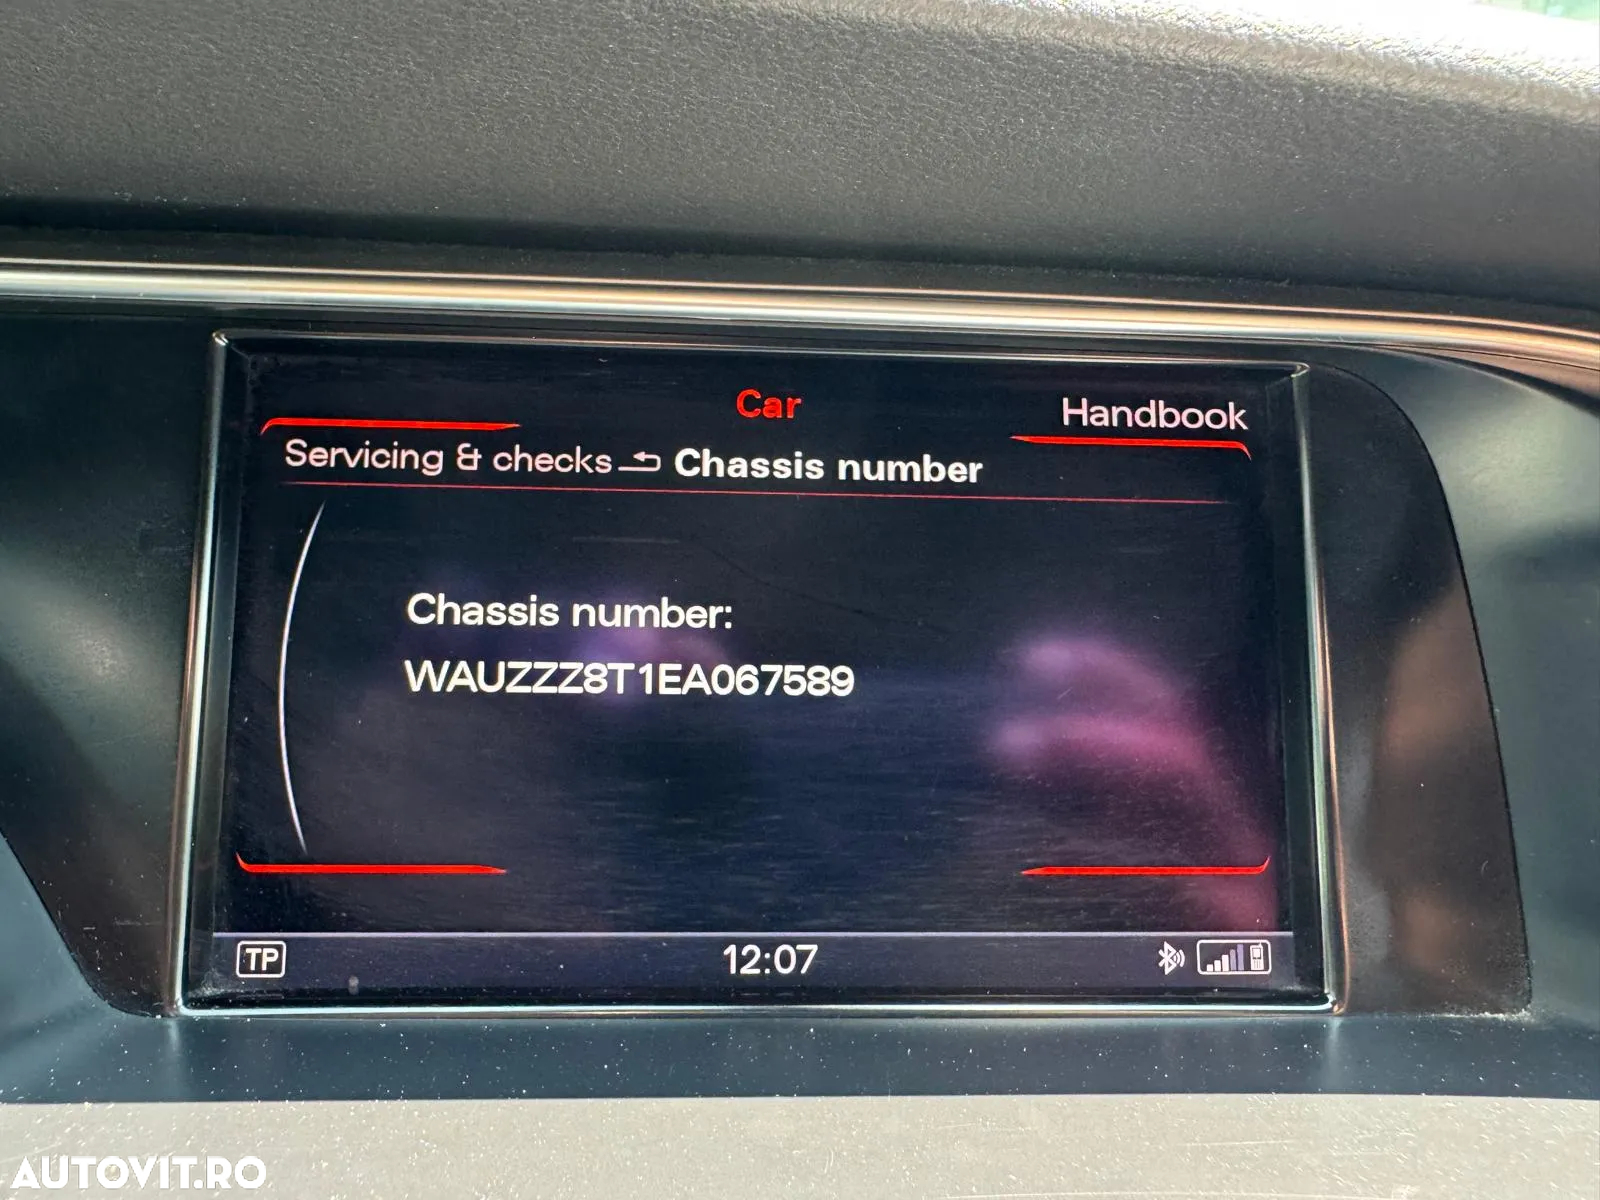 Car
Handbook
Servicing & checks Chassis number
Chassis number:
WAUZZZ8T1EA067589
TP
12:07
AUTOVIT.RO